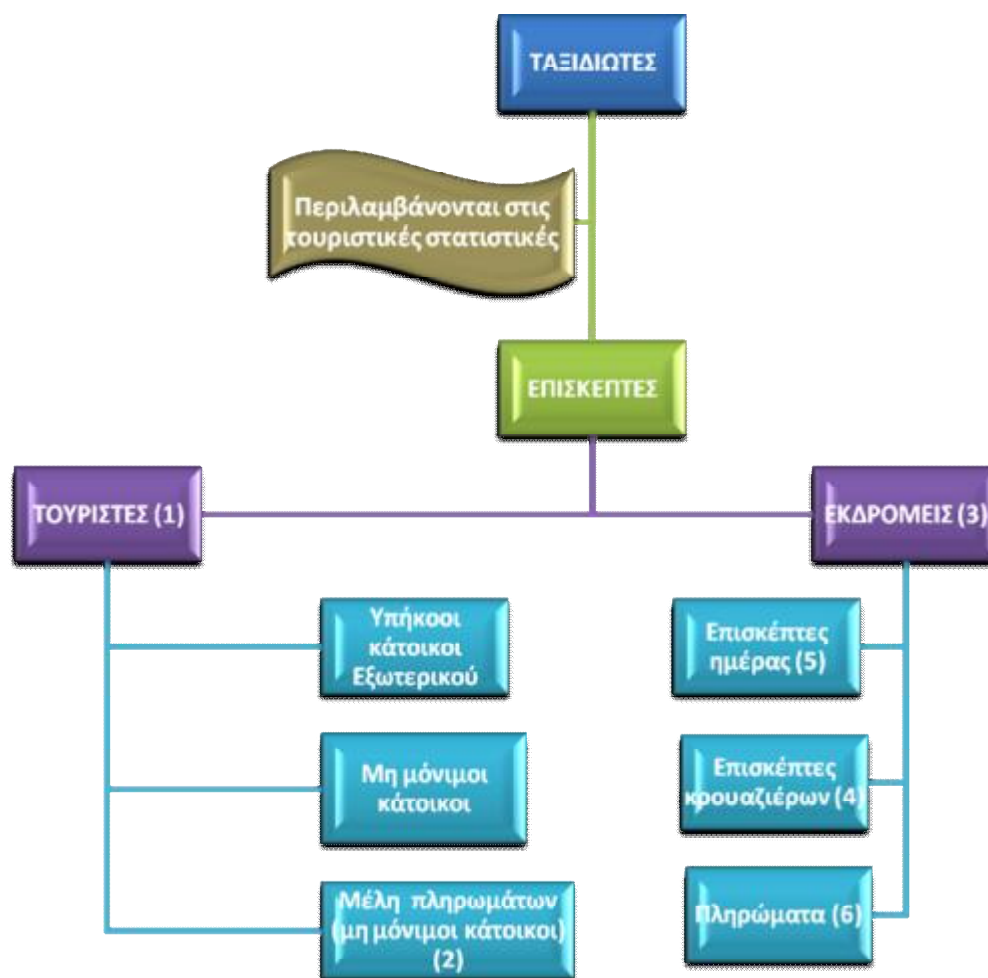 ΤΑΞΙΔΙΩΤΕΣ
Περιλαμβάνονται στις
τουριστικές στατιστικές
ΕΠΙΣΚΕΠΤΕΣ
ΤΟΥΡΙΣΤΕΣ (1)
ΕΚΔΡΟΜΕΙΣ (3)
Υπήκοοι
κάτοικοι
Εξωτερικού
Επισκέπτες
ημέρας (5)
Μη μόνιμοι
κάτοικοι
Επισκέπτες
κρουαζιέρων (4)
Μέλη πληρωμάτων
(μη μόνιμοι κάτοικοι)
(2)
Πληρώματα (6)